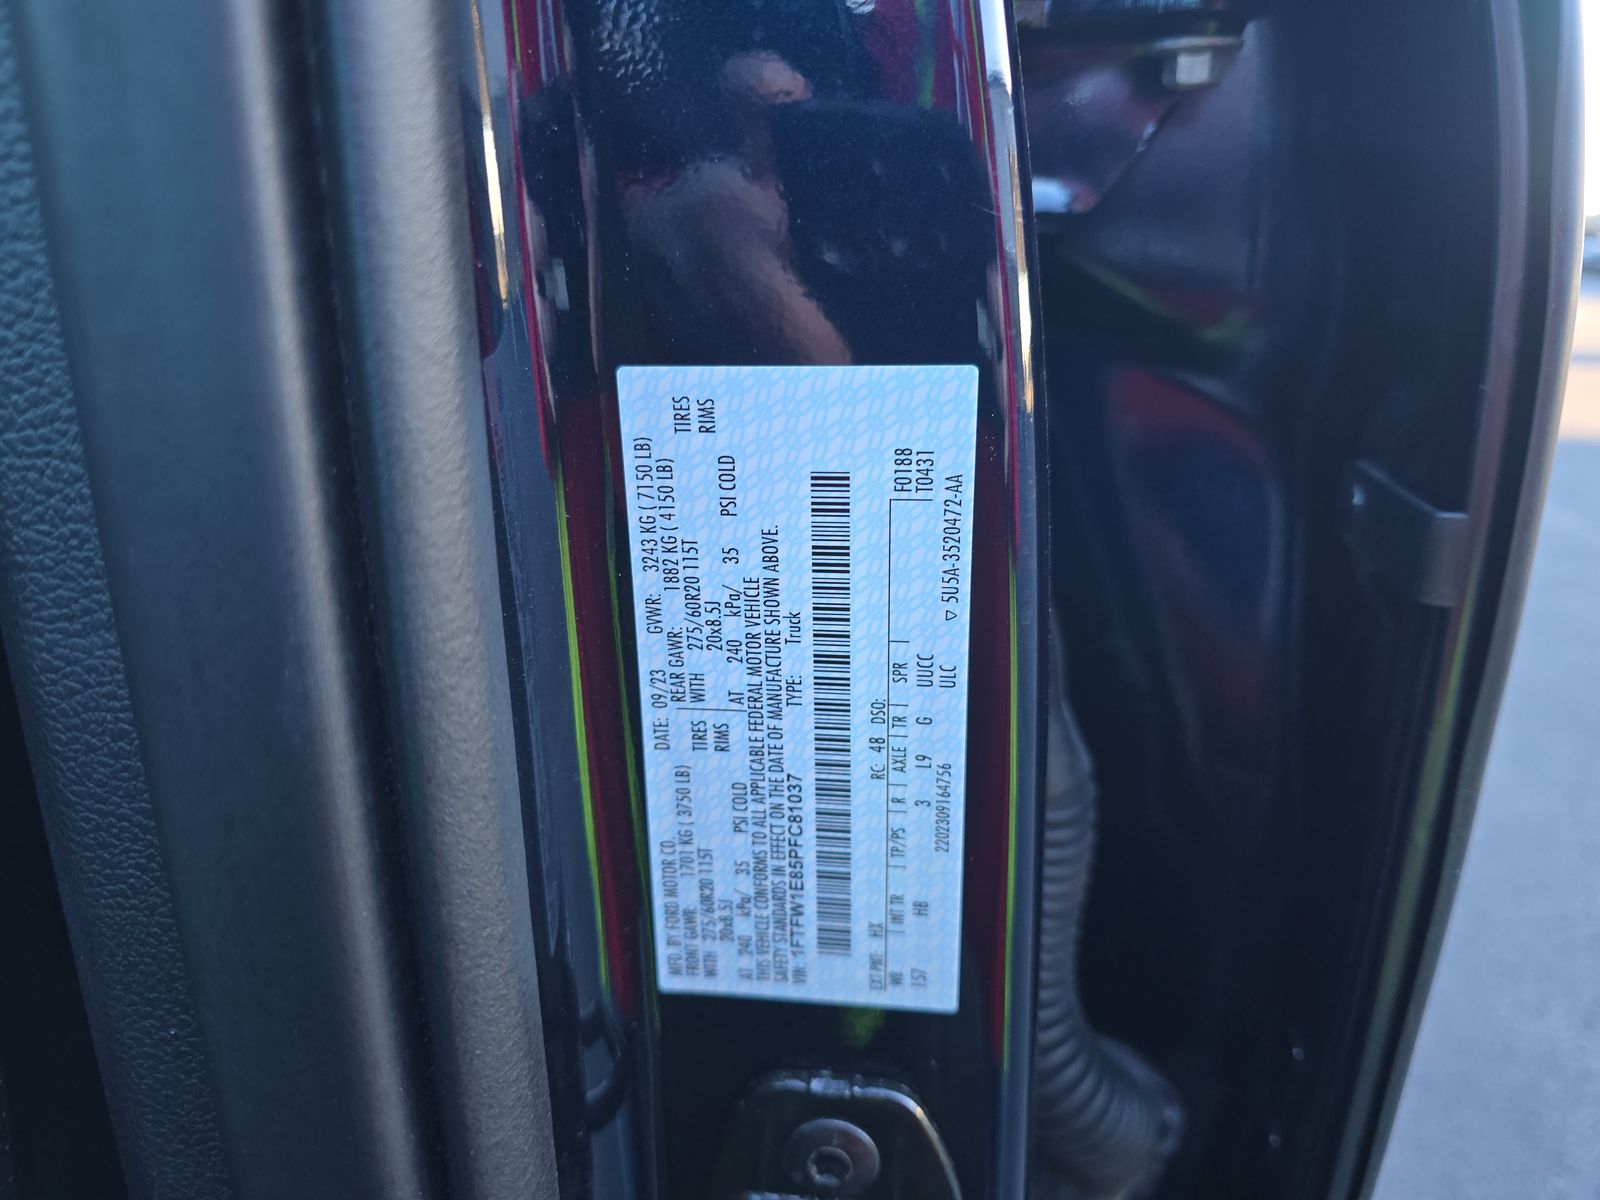 MFD. BY FORD MOTOR CO.
DATE: 09/23 GVWR: 3243 KG ( 7150 LB)
FRONT GAWR: 1701 KG ( 3750 LB) REAR GAWR: 1882 KG ( 4150 LB)
WITH 275/60R20 115T TIRES WITH 275/60R20 115T TIRES
20x8.5J RIMS 20x8.5J RIMS
AT 240 kPa/ 35 PSI COLD AT 240 kPa/ 35 PSI COLD
THIS VEHICLE CONFORMS TO ALL APPLICABLE FEDERAL MOTOR VEHICLE
SAFETY STANDARDS IN EFFECT ON THE DATE OF MANUFACTURE SHOWN ABOVE.
VIN: 1FTFW1E85PFC81037 TYPE: Truck
EXT PNT: HX RC: 48 DSO: F0188
WB | INT TR | TP/PS | R | AXLE | TR | SPR | T0431
157 HB 3 L9 G UUCC ▽ 5U5A-3520472-AA
2202309164756 ULC